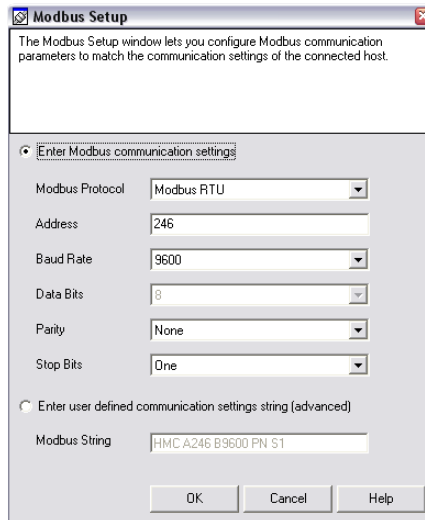 Modbus Setup
The Modbus Setup window lets you configure Modbus communication
parameters to match the communication settings of the connected host.
Enter Modbus communication settings
Modbus Protocol Modbus RTU
Address 246
Baud Rate 9600
Data Bits 8
Parity None
Stop Bits One
Enter user defined communication settings string (advanced)
Modbus String HMC A246 B9600 PN S1
OK Cancel Help